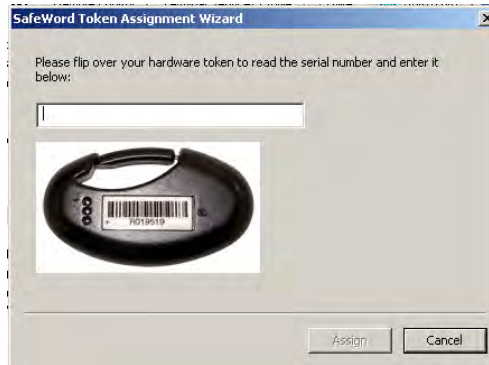 SafeWord Token Assignment Wizard
Please flip over your hardware token to read the serial number and enter it
below:
R019519
Assign
Cancel